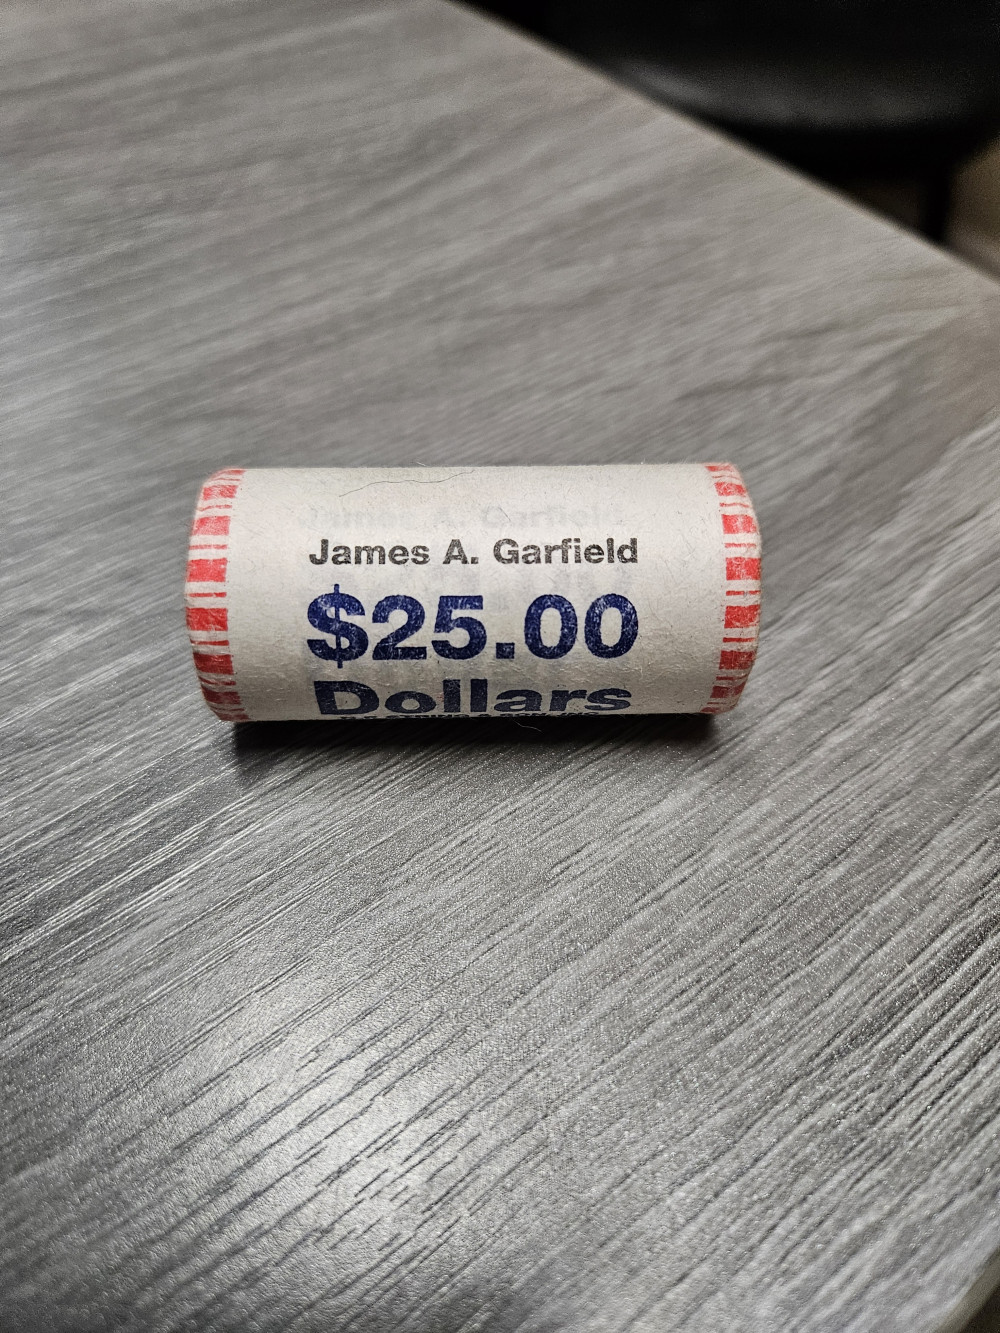 James A. Garfield
$25.00
Dollars